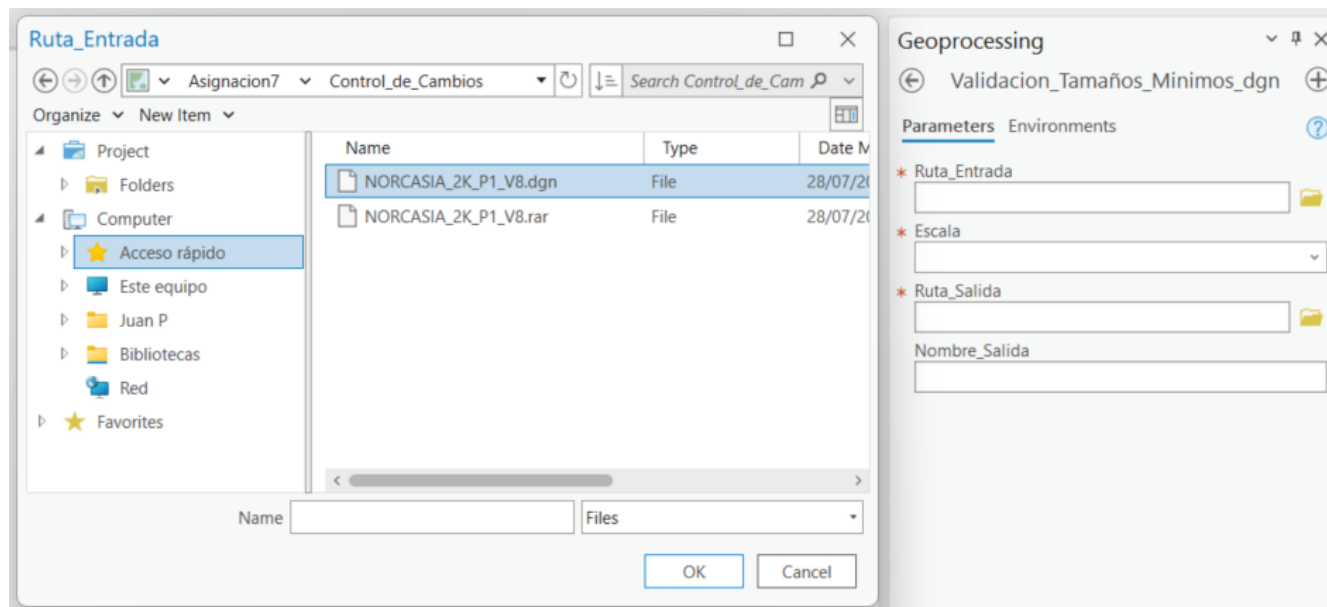 Ruta_Entrada
Asignacion7 Control_de_Cambios Search Control_de_Cam
Organize New Item
Project
Folders
Computer
Acceso rápido
Este equipo
Juan P
Bibliotecas
Red
Favorites
Name Type Date M
NORCASIA_2K_P1_V8.dgn File 28/07/20
NORCASIA_2K_P1_V8.rar File 28/07/20
Name Files
OK Cancel
Geoprocessing
Validacion_Tamaños_Minimos_dgn
Parameters Environments
* Ruta_Entrada
* Escala
* Ruta_Salida
Nombre_Salida